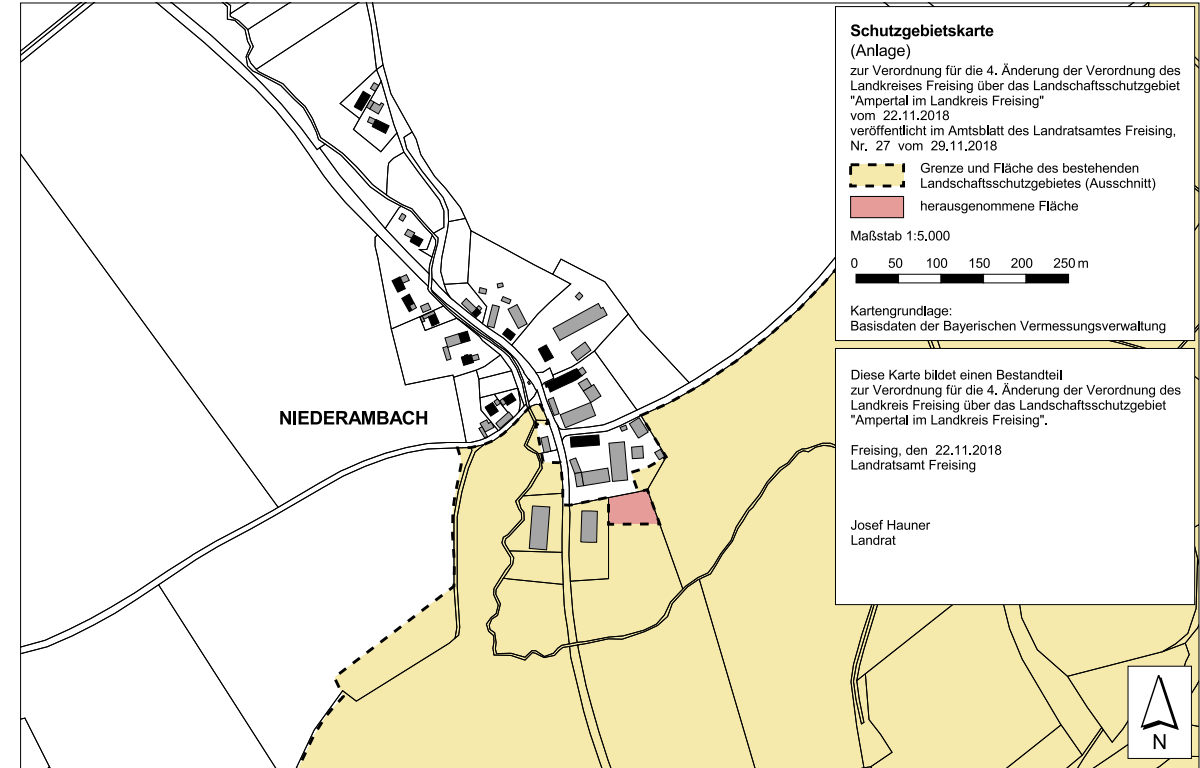 Schutzgebietskarte
(Anlage)
zur Verordnung für die 4. Änderung der Verordnung des
Landkreises Freising über das Landschaftsschutzgebiet
"Ampertal im Landkreis Freising"
vom 22.11.2018
veröffentlicht im Amtsblatt des Landratsamtes Freising,
Nr. 27 vom 29.11.2018
Grenze und Fläche des bestehenden
Landschaftsschutzgebietes (Ausschnitt)
herausgenommene Fläche
Maßstab 1:5.000
0 50 100 150 200 250 m
Kartengrundlage:
Basisdaten der Bayerischen Vermessungsverwaltung
Diese Karte bildet einen Bestandteil
zur Verordnung für die 4. Änderung der Verordnung des
Landkreis Freising über das Landschaftsschutzgebiet
"Ampertal im Landkreis Freising".
Freising, den 22.11.2018
Landratsamt Freising
Josef Hauner
Landrat
NIEDERAMBACH
N